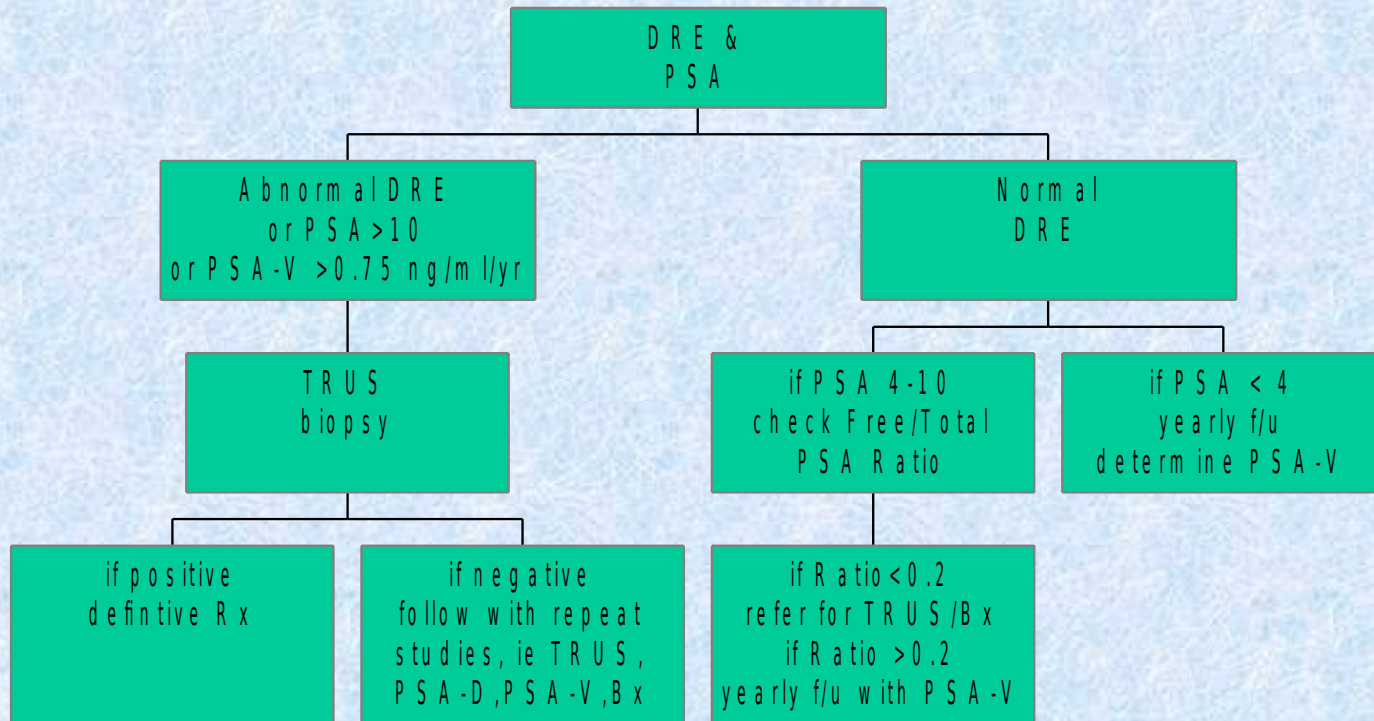 DRE &
PSA
Abnormal DRE
or PSA >10
or PSA-V >0.75 ng/ml/yr
Normal
DRE
TRUS
biopsy
if PSA 4-10
check Free/Total
PSA Ratio
if PSA < 4
yearly f/u
determine PSA-V
if positive
defintive Rx
if negative
follow with repeat
studies, ie TRUS,
PSA-D,PSA-V,Bx
if Ratio<0.2
refer for TRUS/Bx
if Ratio >0.2
yearly f/u with PSA-V